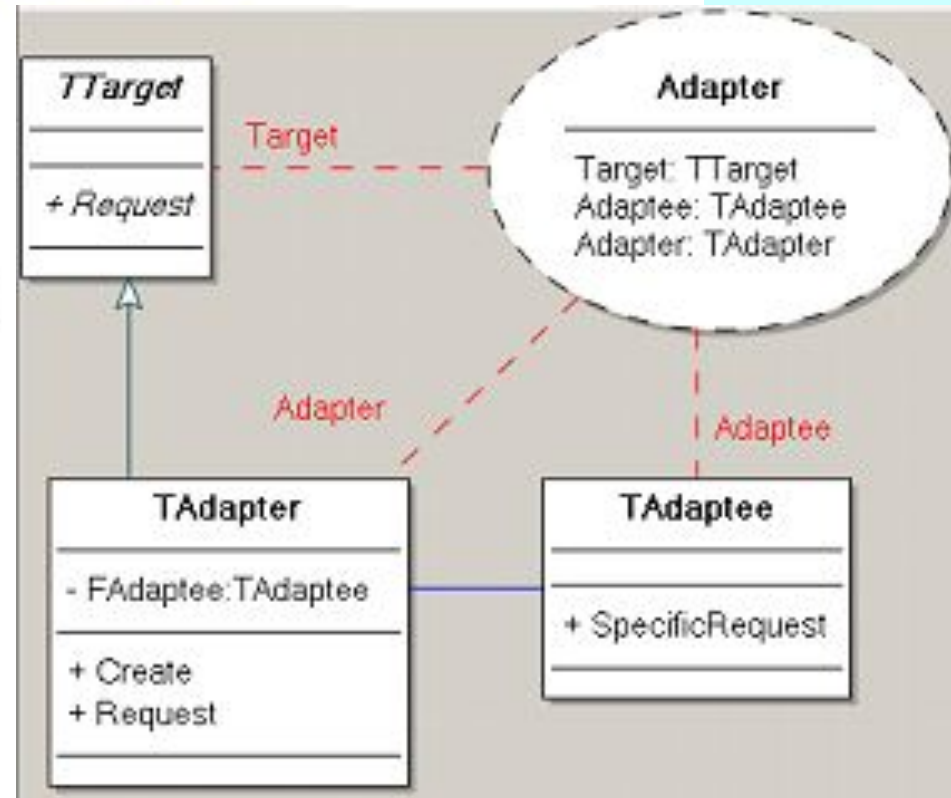 TTarget
+ Request
Target
Adapter
Target: TTarget
Adaptee: TAdaptee
Adapter: TAdapter
Adapter
Adaptee
TAdapter
- FAdaptee:TAdaptee
+ Create
+ Request
TAdaptee
+ SpecificRequest